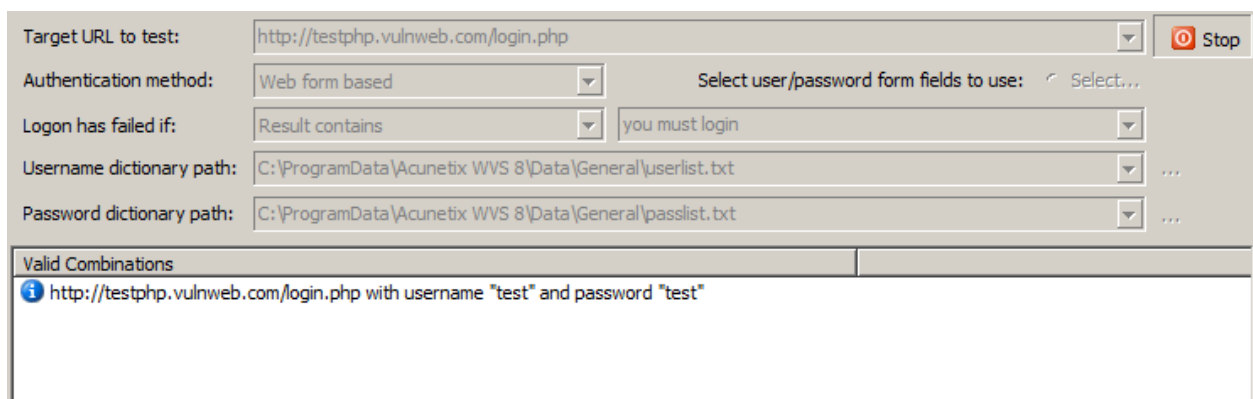 Target URL to test: http://testphp.vulnweb.com/login.php Stop
Authentication method: Web form based Select user/password form fields to use: Select...
Logon has failed if: Result contains you must login
Username dictionary path: C:\ProgramData\Acunetix WVS 8\Data\General\userlist.txt ...
Password dictionary path: C:\ProgramData\Acunetix WVS 8\Data\General\passlist.txt ...
Valid Combinations
http://testphp.vulnweb.com/login.php with username "test" and password "test"